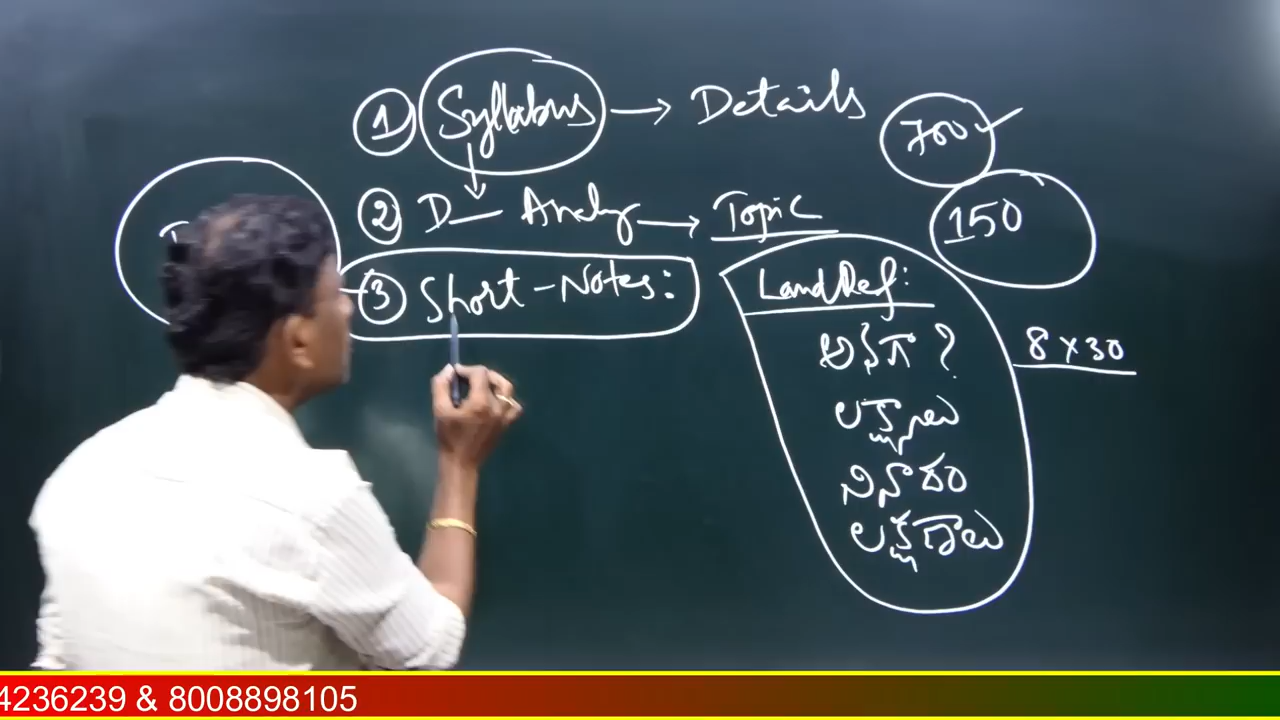 ① Syllabus → Details
700 ✓
② D— Analy → Topic
150
③ Short-Notes:
Land Ref:
అనగా?
8 x 30
లక్ష్యాలు
నినాదం
లక్షణాలు
4236239 & 8008898105